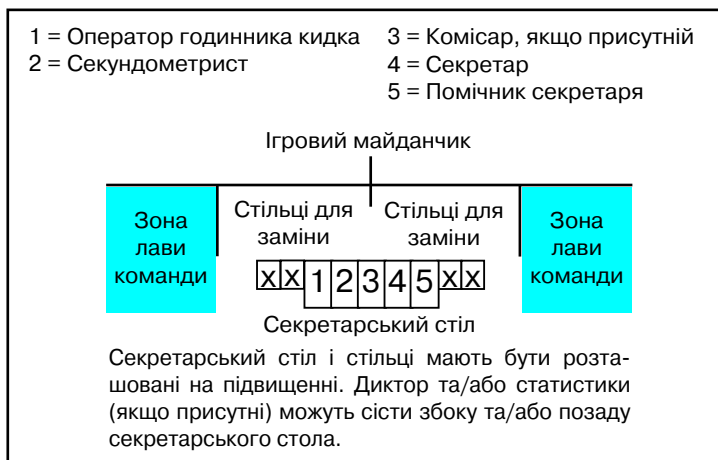 1 = Оператор годинника кидка
2 = Секундометрист
3 = Комісар, якщо присутній
4 = Секретар
5 = Помічник секретаря
Ігровий майданчик
Зона
лави
команди
Стільці для
заміни
Стільці для
заміни
Зона
лави
команди
x x 1 2 3 4 5 x x
Секретарський стіл
Секретарський стіл і стільці мають бути розта-
шовані на підвищенні. Диктор та/або статистики
(якщо присутні) можуть сісти збоку та/або позаду
секретарського стола.